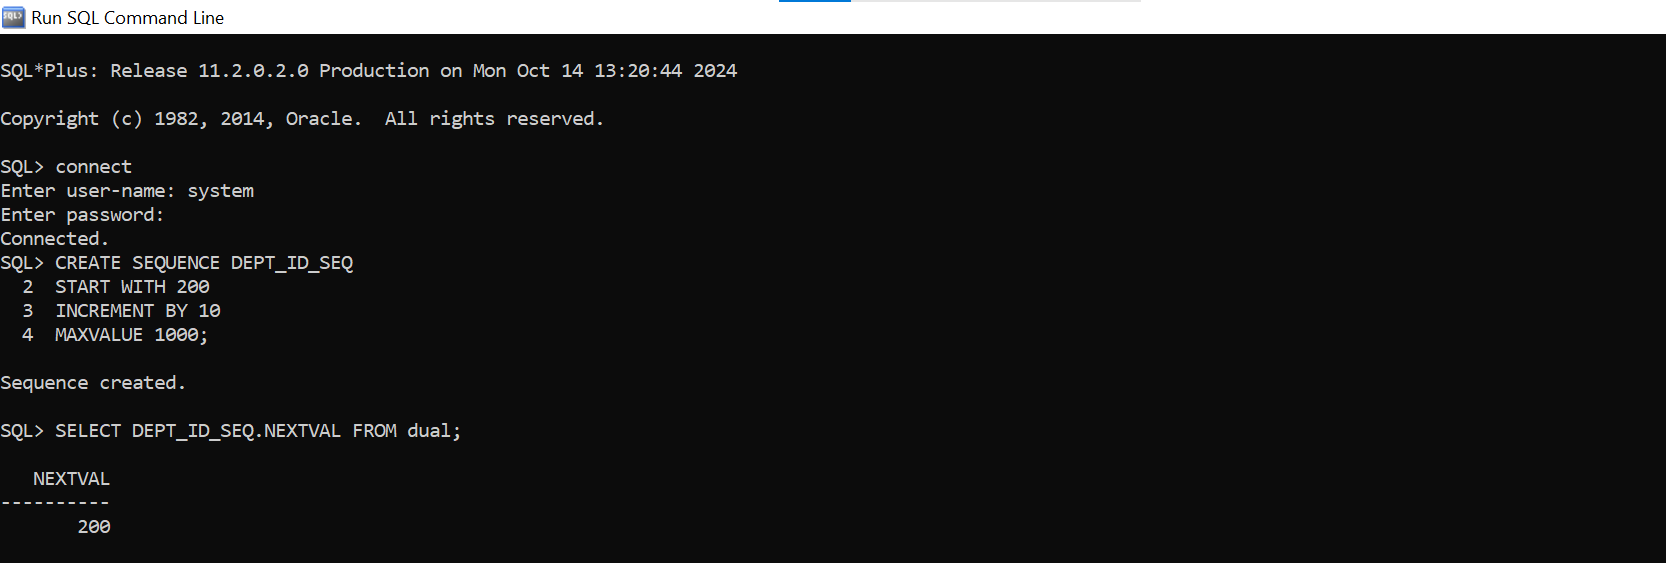 Run SQL Command Line
SQL*Plus: Release 11.2.0.2.0 Production on Mon Oct 14 13:20:44 2024
Copyright (c) 1982, 2014, Oracle.  All rights reserved.
SQL> connect
Enter user-name: system
Enter password:
Connected.
SQL> CREATE SEQUENCE DEPT_ID_SEQ
  2  START WITH 200
  3  INCREMENT BY 10
  4  MAXVALUE 1000;
Sequence created.
SQL> SELECT DEPT_ID_SEQ.NEXTVAL FROM dual;
   NEXTVAL
----------
       200